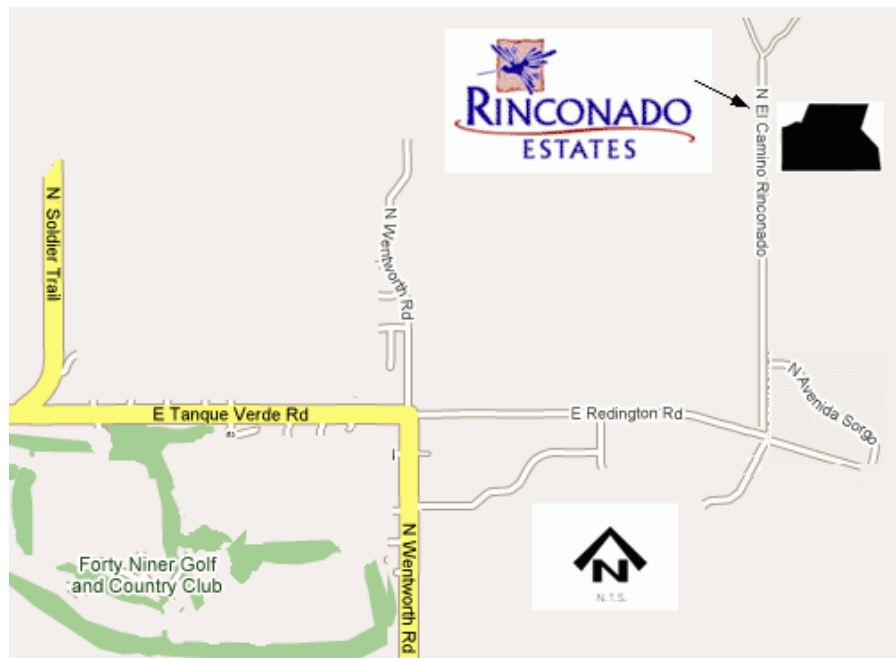 RINCONADO
ESTATES
N El Camino Rinconado
N Soldier Trail
N Wentworth Rd
E Tanque Verde Rd
E Redington Rd
N Avenida Sorgo
Forty Niner Golf
and Country Club
N Wentworth Rd
N
N.T.S.